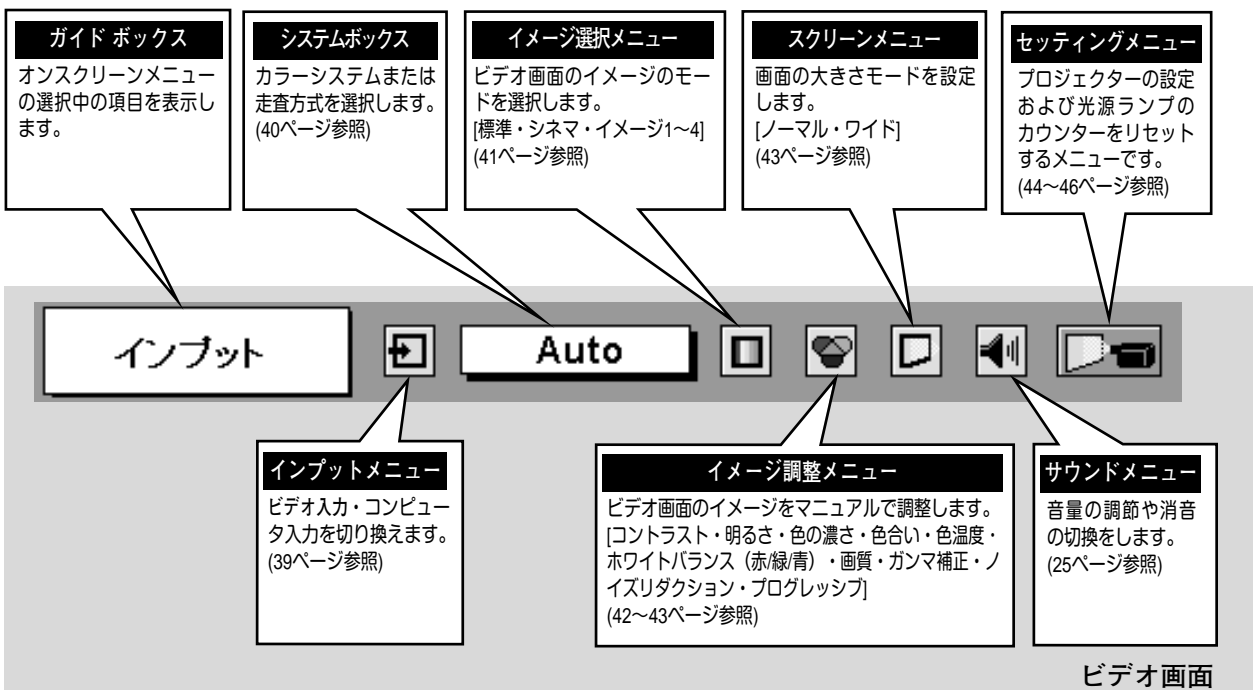 ガイド ボックス
オンスクリーンメニュー
の選択中の項目を表示し
ます。
システムボックス
カラーシステムまたは
走査方式を選択します。
(40ページ参照)
イメージ選択メニュー
ビデオ画面のイメージのモー
ドを選択します。
[標準・シネマ・イメージ1～4]
(41ページ参照)
スクリーンメニュー
画面の大きさモードを設定
します。
[ノーマル・ワイド]
(43ページ参照)
セッティングメニュー
プロジェクターの設定
および光源ランプの
カウンターをリセット
するメニューです。
(44～46ページ参照)
インプット
Auto
インプットメニュー
ビデオ入力・コンピュー
タ入力を切り換えます。
(39ページ参照)
イメージ調整メニュー
ビデオ画面のイメージをマニュアルで調整します。
[コントラスト・明るさ・色の濃さ・色合い・色温度・
ホワイトバランス（赤/緑/青）・画質・ガンマ補正・ノ
イズリダクション・プログレッシブ]
(42～43ページ参照)
サウンドメニュー
音量の調節や消音
の切換をします。
(25ページ参照)
ビデオ画面